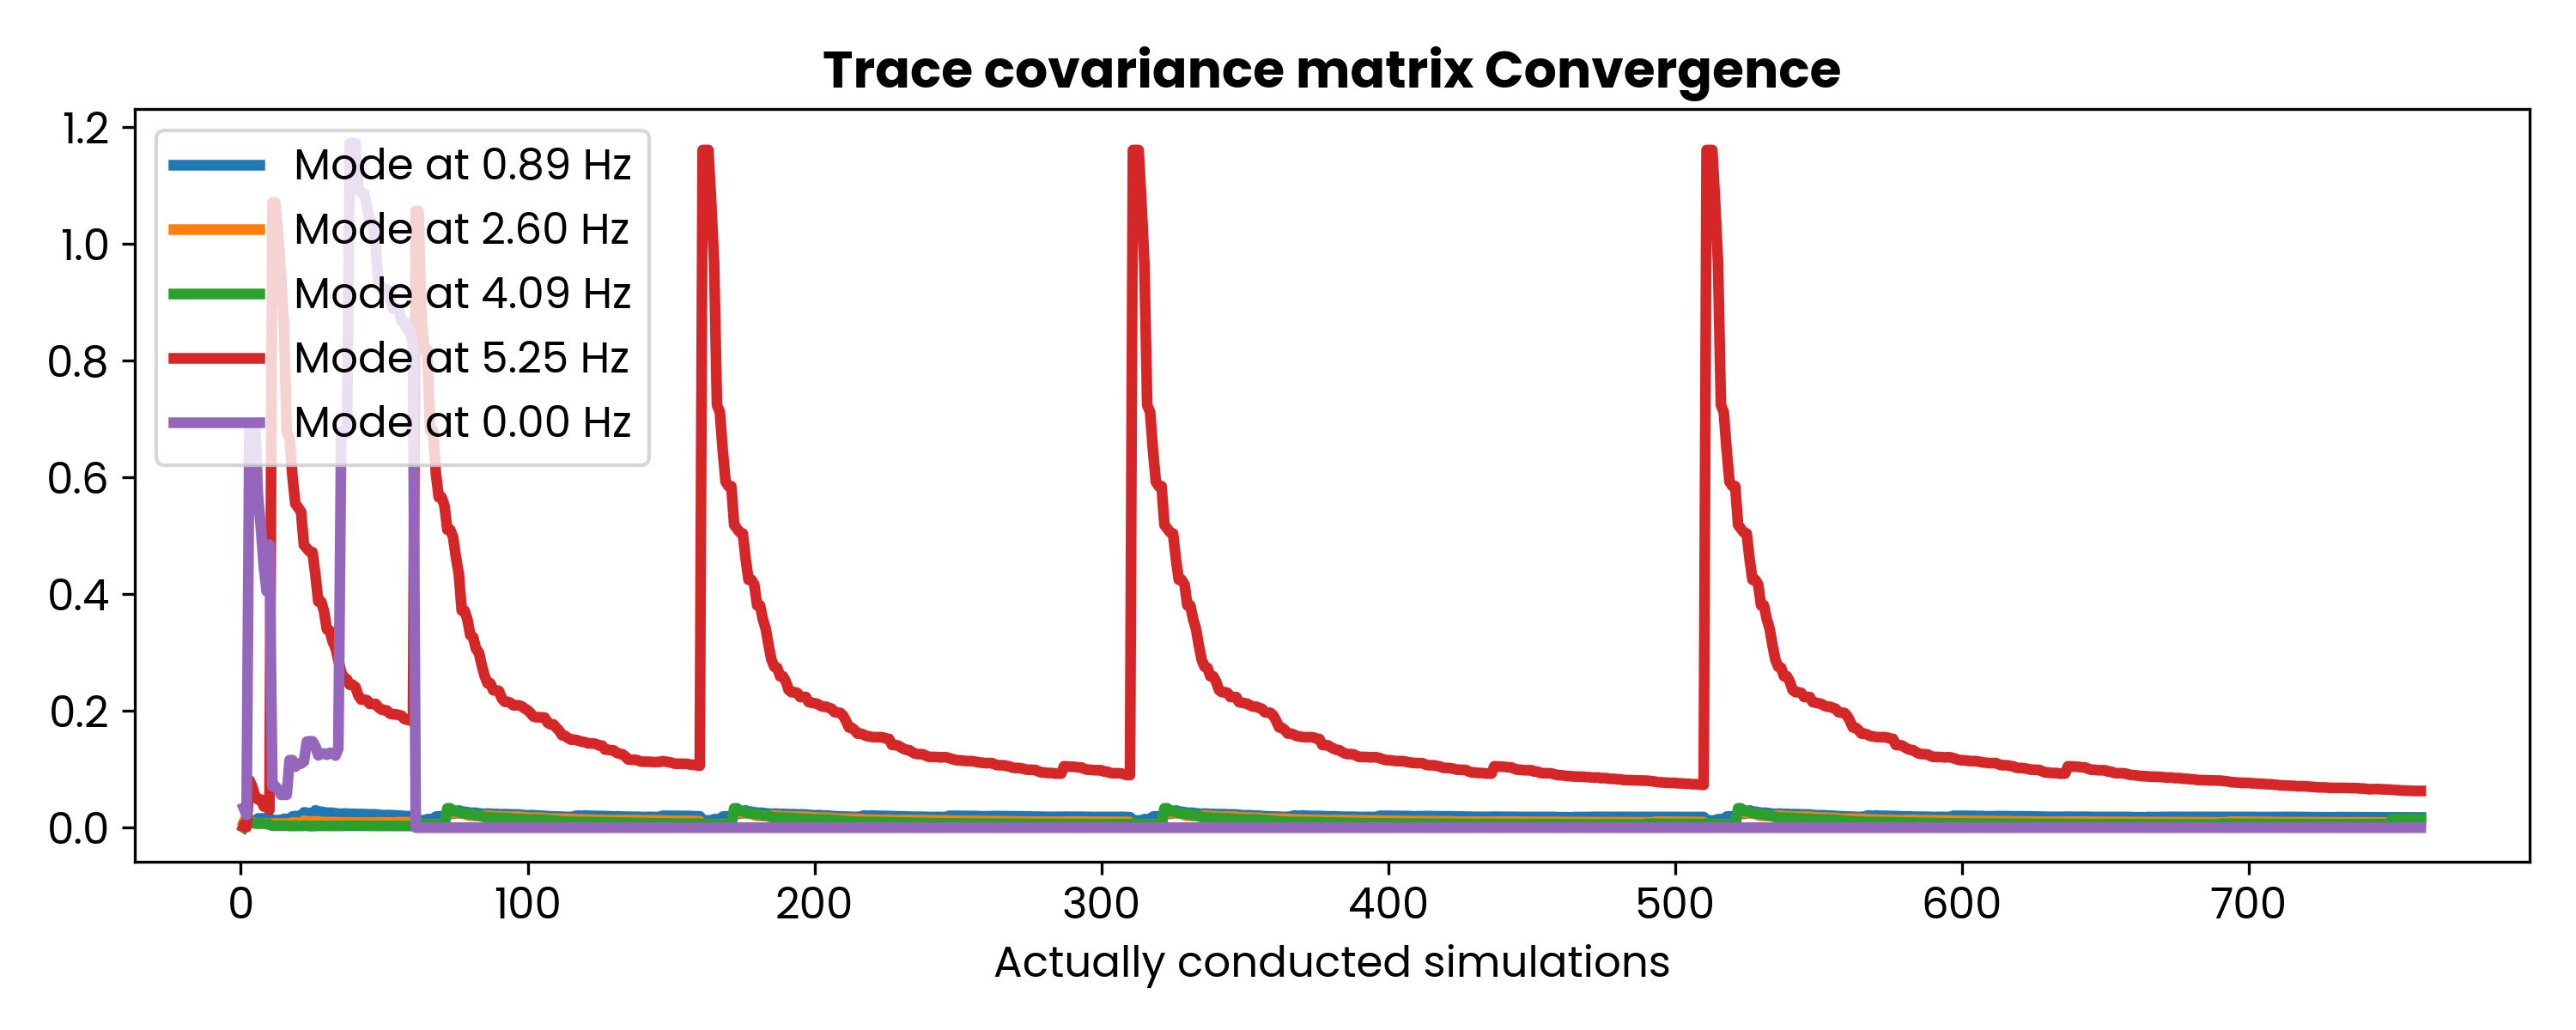 Trace covariance matrix Convergence
1.2
1.0
0.8
0.6
0.4
0.2
0.0
Mode at 0.89 Hz
Mode at 2.60 Hz
Mode at 4.09 Hz
Mode at 5.25 Hz
Mode at 0.00 Hz
0 100 200 300 400 500 600 700
Actually conducted simulations